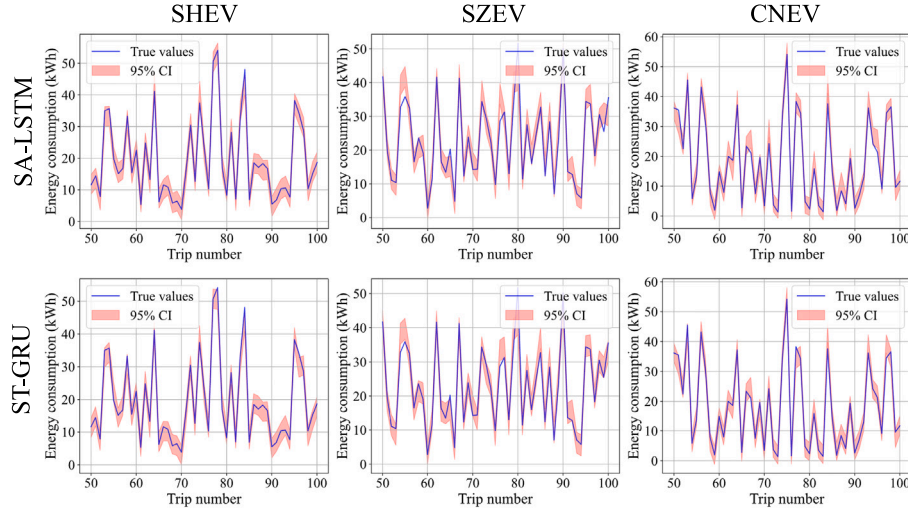 SHEV SZEV CNEV
SA-LSTM
Energy consumption (kWh)
0
10
20
30
40
50
True values
95% CI
50 60 70 80 90 100
Trip number
Energy consumption (kWh)
0
10
20
30
40
50
True values
95% CI
50 60 70 80 90 100
Trip number
Energy consumption (kWh)
0
10
20
30
40
50
60
True values
95% CI
50 60 70 80 90 100
Trip number
ST-GRU
Energy consumption (kWh)
0
10
20
30
40
50
True values
95% CI
50 60 70 80 90 100
Trip number
Energy consumption (kWh)
0
10
20
30
40
50
True values
95% CI
50 60 70 80 90 100
Trip number
Energy consumption (kWh)
0
10
20
30
40
50
60
True values
95% CI
50 60 70 80 90 100
Trip number